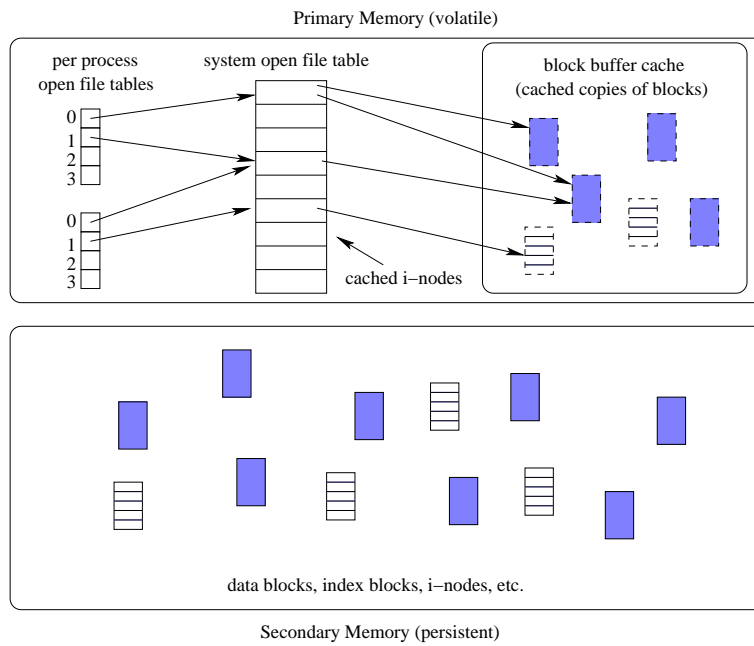 Primary Memory (volatile)
per process
open file tables
system open file table
block buffer cache
(cached copies of blocks)
0
1
2
3
0
1
2
3
cached i−nodes
data blocks, index blocks, i−nodes, etc.
Secondary Memory (persistent)